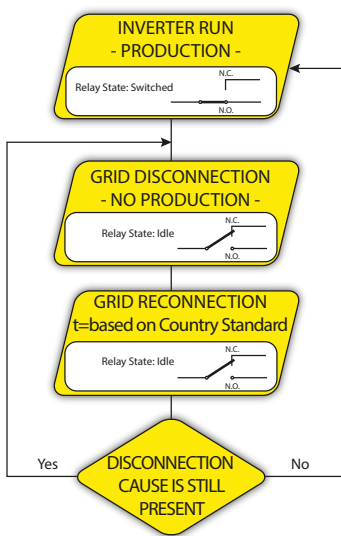 INVERTER RUN
- PRODUCTION -
N.C.
Relay State: Switched
N.O.
GRID DISCONNECTION
- NO PRODUCTION -
N.C.
Relay State: Idle
N.O.
GRID RECONNECTION
t=based on Country Standard
N.C.
Relay State: Idle
N.O.
Yes
DISCONNECTION
No
CAUSE IS STILL
PRESENT